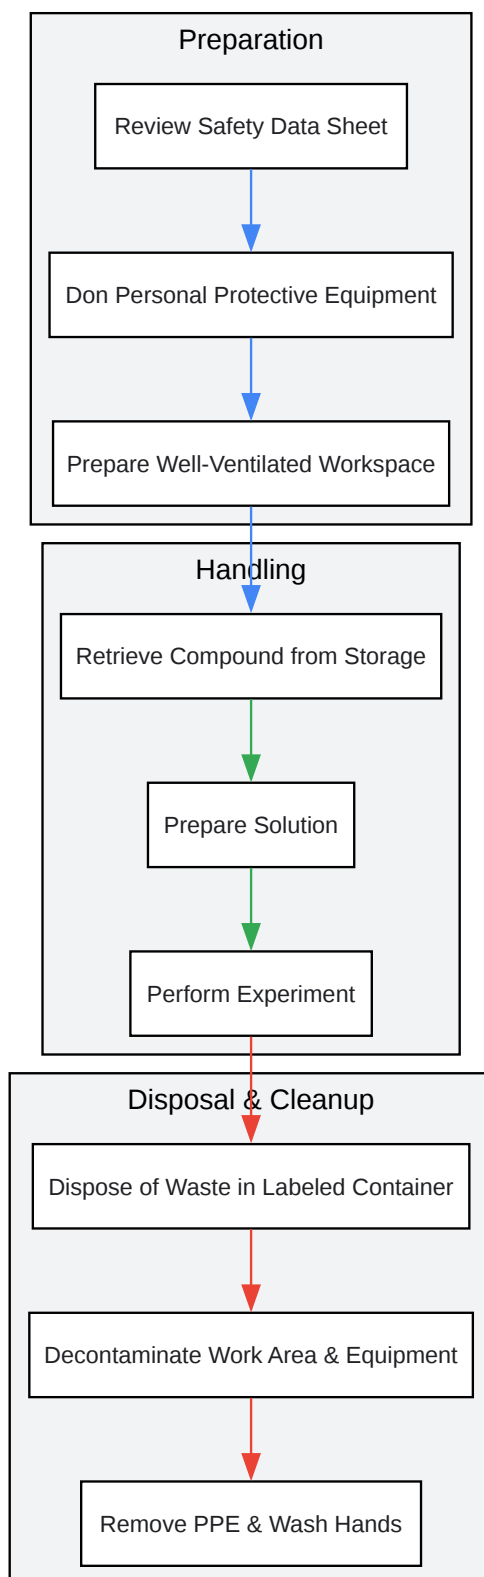 Preparation
Review Safety Data Sheet
Don Personal Protective Equipment
Prepare Well-Ventilated Workspace
Handling
Retrieve Compound from Storage
Prepare Solution
Perform Experiment
Disposal & Cleanup
Dispose of Waste in Labeled Container
Decontaminate Work Area & Equipment
Remove PPE & Wash Hands